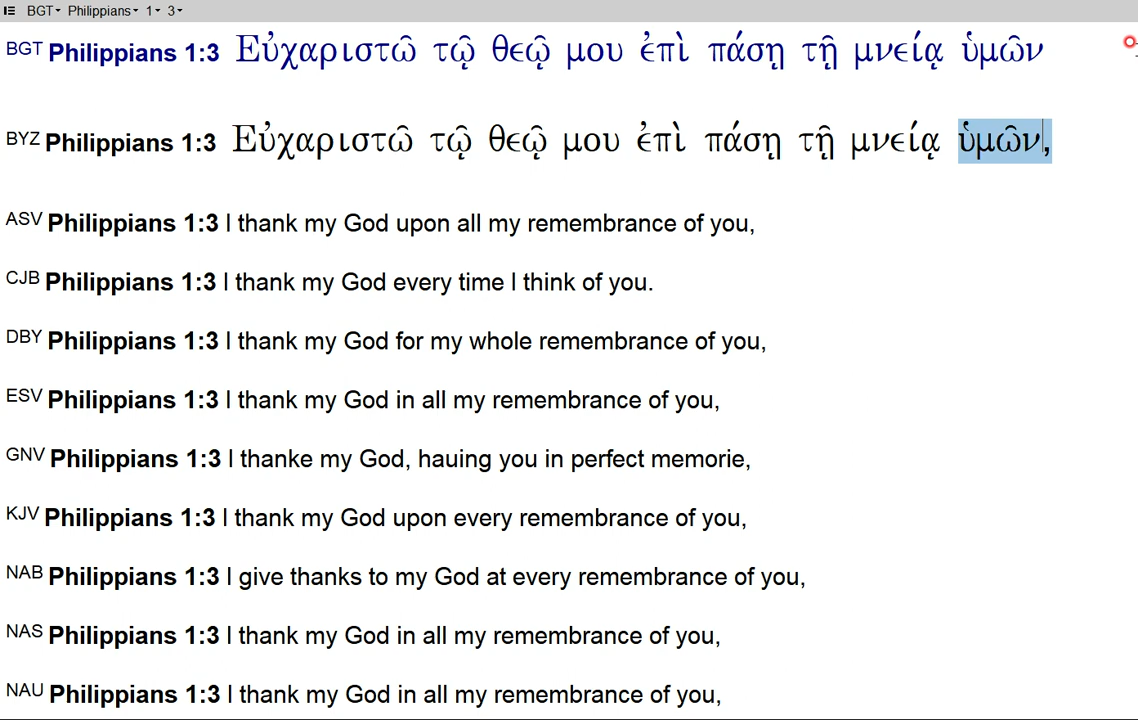 BGT Philippians 1 3
BGT Philippians 1:3 Εὐχαριστῶ τῷ θεῷ μου ἐπὶ πάσῃ τῇ μνείᾳ ὑμῶν
BYZ Philippians 1:3 Εὐχαριστῶ τῷ θεῷ μου ἐπὶ πάσῃ τῇ μνείᾳ ὑμῶν,
ASV Philippians 1:3 I thank my God upon all my remembrance of you,
CJB Philippians 1:3 I thank my God every time I think of you.
DBY Philippians 1:3 I thank my God for my whole remembrance of you,
ESV Philippians 1:3 I thank my God in all my remembrance of you,
GNV Philippians 1:3 I thanke my God, hauing you in perfect memorie,
KJV Philippians 1:3 I thank my God upon every remembrance of you,
NAB Philippians 1:3 I give thanks to my God at every remembrance of you,
NAS Philippians 1:3 I thank my God in all my remembrance of you,
NAU Philippians 1:3 I thank my God in all my remembrance of you,